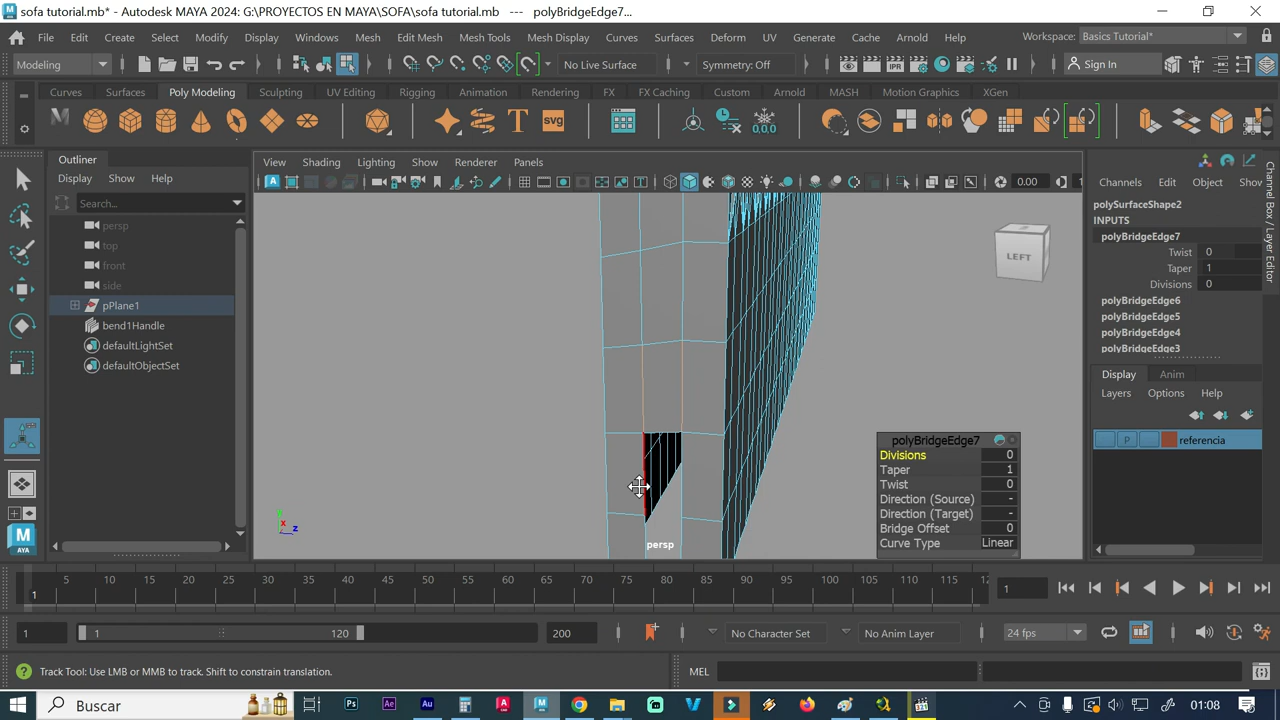 sofa tutorial.mb* - Autodesk MAYA 2024: G:\PROYECTOS EN MAYA\SOFA\sofa tutorial.mb   ---   polyBridgeEdge7...
File Edit Create Select Modify Display Windows Mesh Edit Mesh Mesh Tools Mesh Display Curves Surfaces Deform UV Generate Cache Arnold Help Workspace: Basics Tutorial*
Modeling No Live Surface Symmetry: Off Sign In
Curves Surfaces Poly Modeling Sculpting UV Editing Rigging Animation Rendering FX FX Caching Custom Arnold MASH Motion Graphics XGen
Outliner
Display Show Help
Search...
persp
top
front
side
pPlane1
bend1Handle
defaultLightSet
defaultObjectSet
View Shading Lighting Show Renderer Panels
0.00
LEFT
persp
polyBridgeEdge7
Divisions 0
Taper 1
Twist 0
Direction (Source) -
Direction (Target) -
Bridge Offset 0
Curve Type Linear
Channels Edit Object Show
polySurfaceShape2
INPUTS
polyBridgeEdge7
Twist 0
Taper 1
Divisions 0
polyBridgeEdge6
polyBridgeEdge5
polyBridgeEdge4
polyBridgeEdge3
Display Anim
Layers Options Help
P referencia
Channel Box / Layer Editor
5 10 15 20 25 30 35 40 45 50 55 60 65 70 75 80 85 90 95 100 105 110 115 12
1 1
1 1 120 200 No Character Set No Anim Layer 24 fps
Track Tool: Use LMB or MMB to track. Shift to constrain translation. MEL
Buscar 01:08